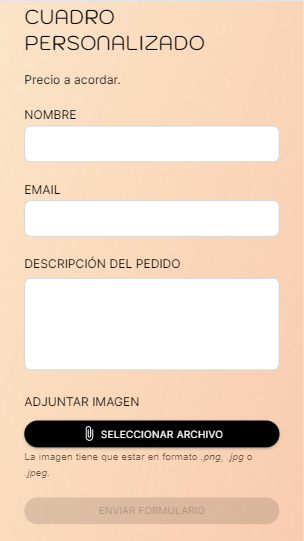 CUADRO
PERSONALIZADO
Precio a acordar.
NOMBRE
EMAIL
DESCRIPCIÓN DEL PEDIDO
ADJUNTAR IMAGEN
SELECCIONAR ARCHIVO
La imagen tiene que estar en formato .png, .jpg o
.jpeg.
ENVIAR FORMULARIO